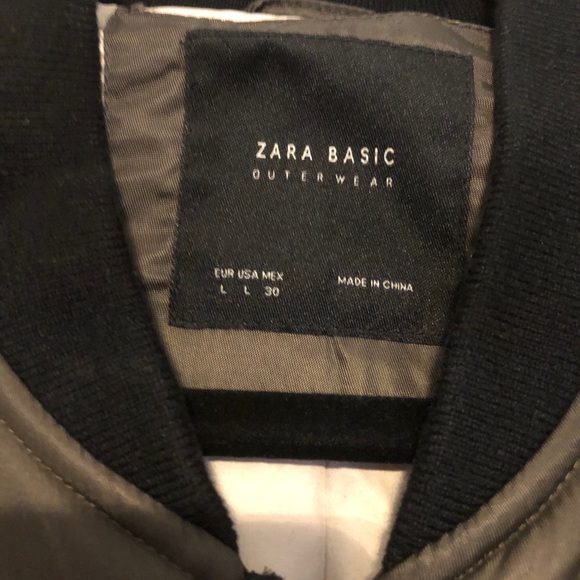 ZARA BASIC
OUTERWEAR
EUR USA MEX
L L 30
MADE IN CHINA